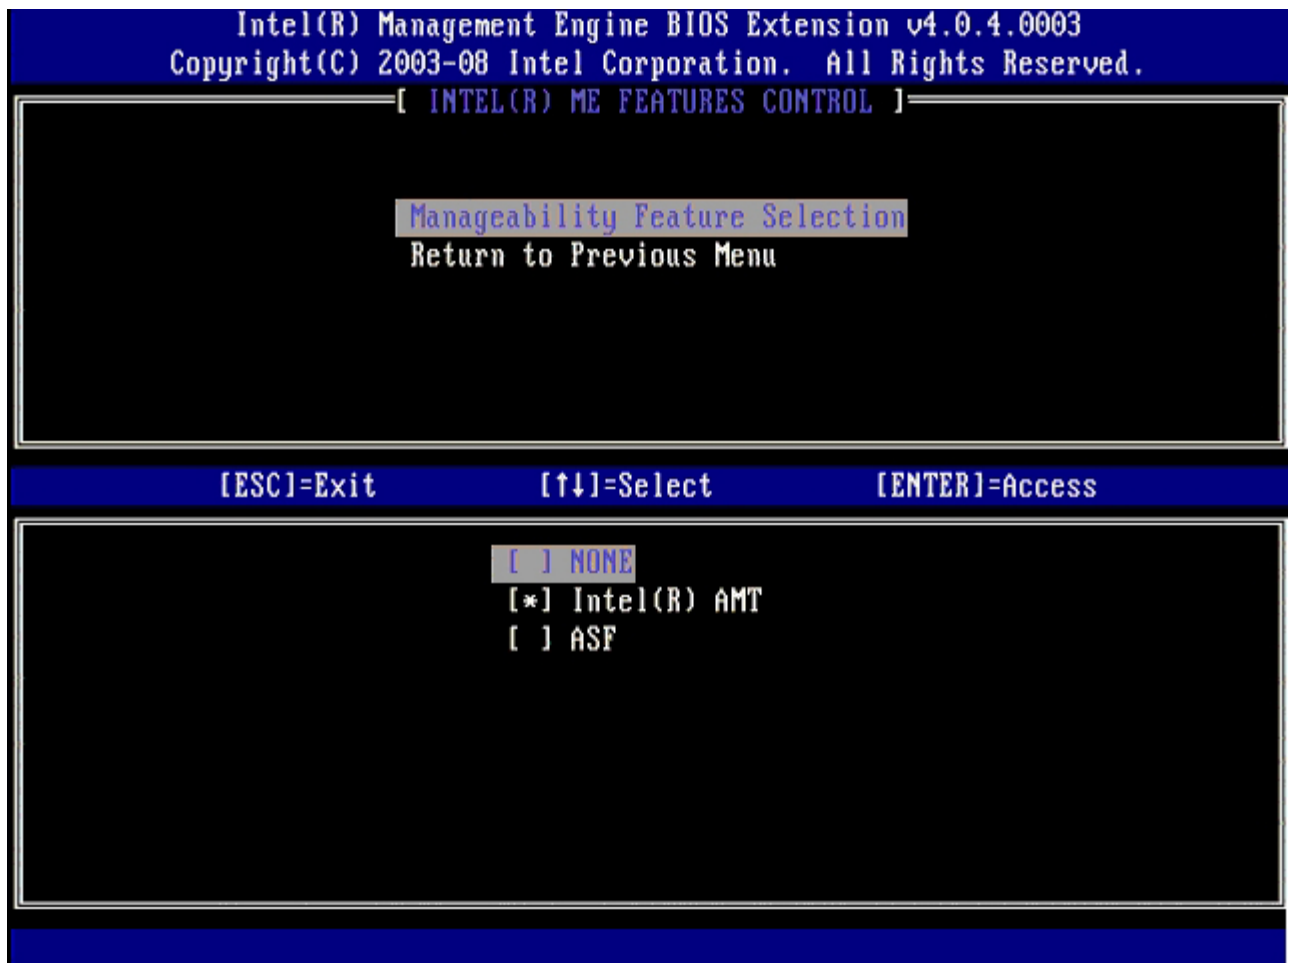 Intel(R) Management Engine BIOS Extension v4.0.4.0003
Copyright(C) 2003-08 Intel Corporation. All Rights Reserved.
[ INTEL(R) ME FEATURES CONTROL ]
Manageability Feature Selection
Return to Previous Menu
[ESC]=Exit [↑↓]=Select [ENTER]=Access
[ ] NONE
[*] Intel(R) AMT
[ ] ASF